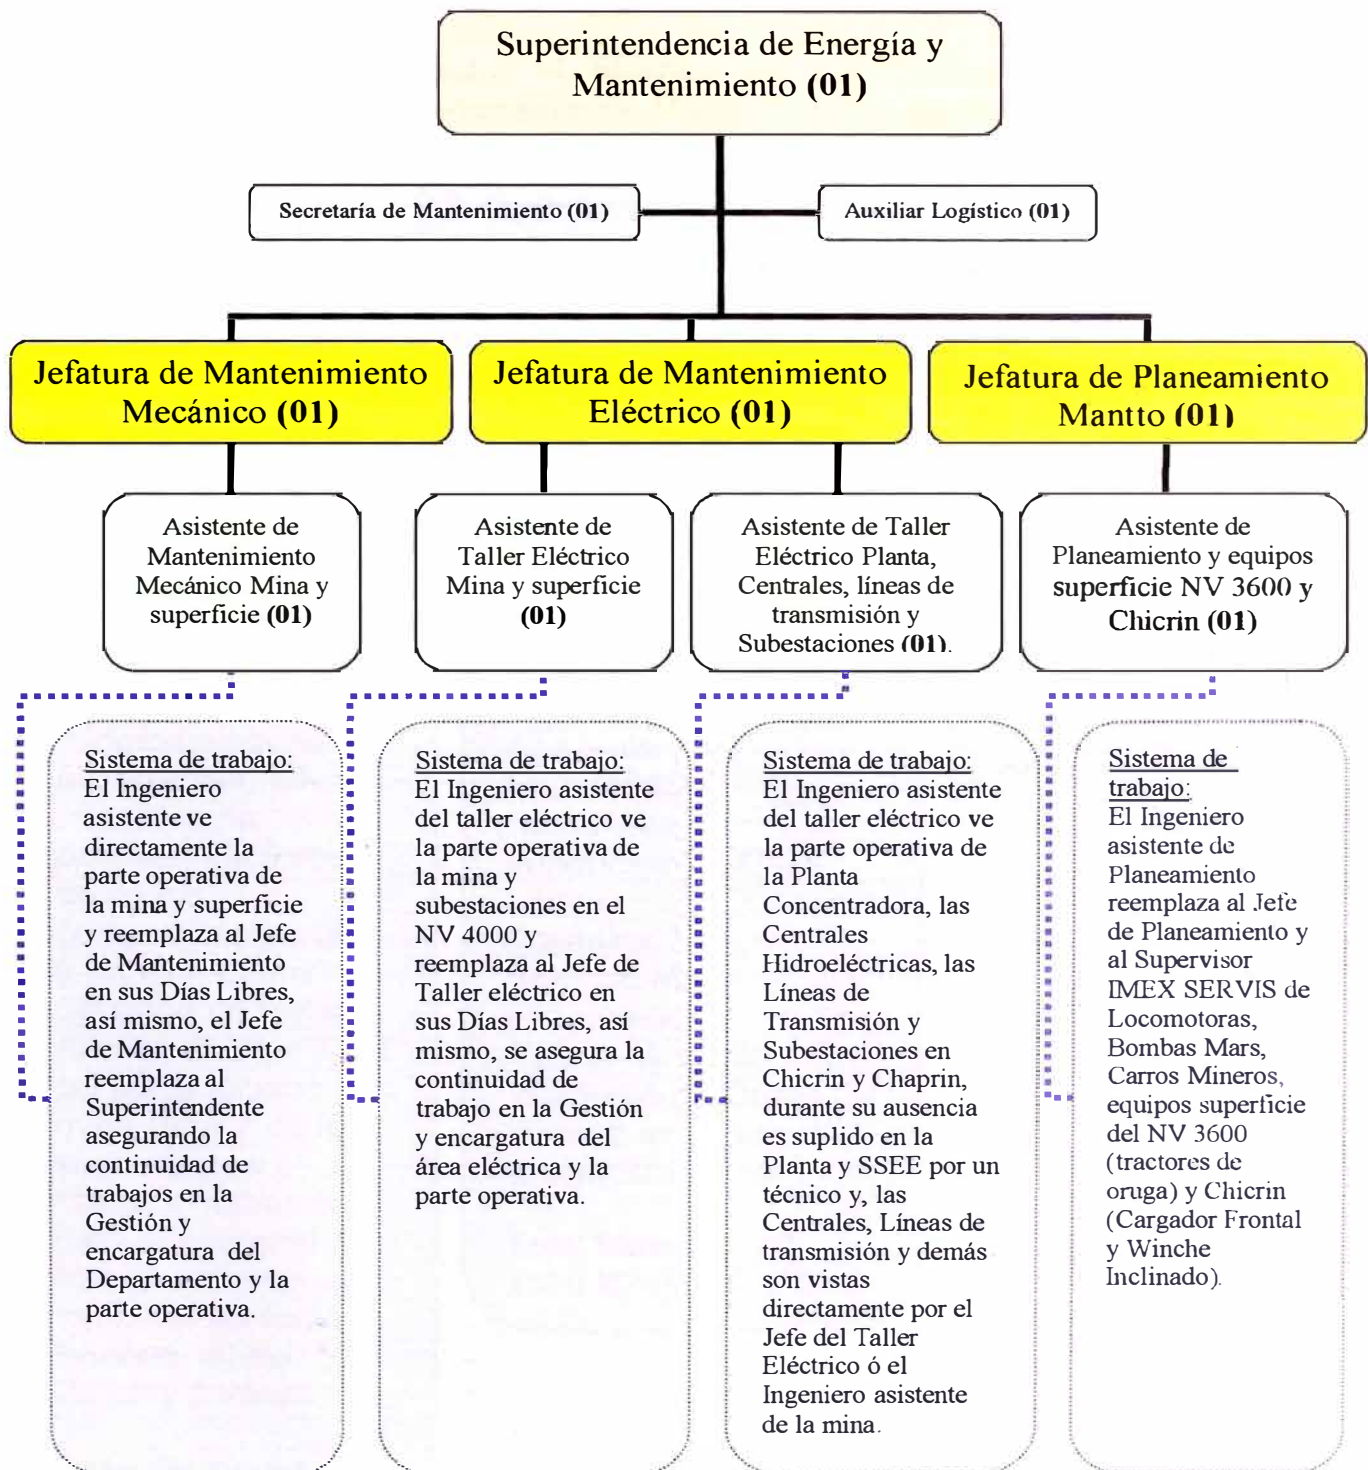 Superintendencia de Energía y
Mantenimiento (01)
Secretaría de Mantenimiento (01)
Auxiliar Logístico (01)
Jefatura de Mantenimiento
Mecánico (01)
Jefatura de Mantenimiento
Eléctrico (01)
Jefatura de Planeamiento
Mantto (01)
Asistente de
Mantenimiento
Mecánico Mina y
superficie (01)
Asistente de
Taller Eléctrico
Mina y superficie
(01)
Asistente de Taller
Eléctrico Planta,
Centrales, líneas de
transmisión y
Subestaciones (01).
Asistente de
Planeamiento y equipos
superficie NV 3600 y
Chicrin (01)
Sistema de trabajo:
El Ingeniero
asistente ve
directamente la
parte operativa de
la mina y superficie
y reemplaza al Jefe
de Mantenimiento
en sus Días Libres,
así mismo, el Jefe
de Mantenimiento
reemplaza al
Superintendente
asegurando la
continuidad de
trabajos en la
Gestión y
encargatura del
Departamento y la
parte operativa.
Sistema de trabajo:
El Ingeniero asistente
del taller eléctrico ve
la parte operativa de
la mina y
subestaciones en el
NV 4000 y
reemplaza al Jefe de
Taller eléctrico en
sus Días Libres, así
mismo, se asegura la
continuidad de
trabajo en la Gestión
y encargatura del
área eléctrica y la
parte operativa.
Sistema de trabajo:
El Ingeniero asistente
del taller eléctrico ve
la parte operativa de
la Planta
Concentradora, las
Centrales
Hidroeléctricas, las
Líneas de
Transmisión y
Subestaciones en
Chicrin y Chaprin,
durante su ausencia
es suplido en la
Planta y SSEE por un
técnico y, las
Centrales, Líneas de
transmisión y demás
son vistas
directamente por el
Jefe del Taller
Eléctrico ó el
Ingeniero asistente
de la mina.
Sistema de
trabajo:
El Ingeniero
asistente de
Planeamiento
reemplaza al Jefe
de Planeamiento y
al Supervisor
IMEX SERVIS de
Locomotoras,
Bombas Mars,
Carros Mineros,
equipos superficie
del NV 3600
(tractores de
oruga) y Chicrin
(Cargador Frontal
y Winche
Inclinado).